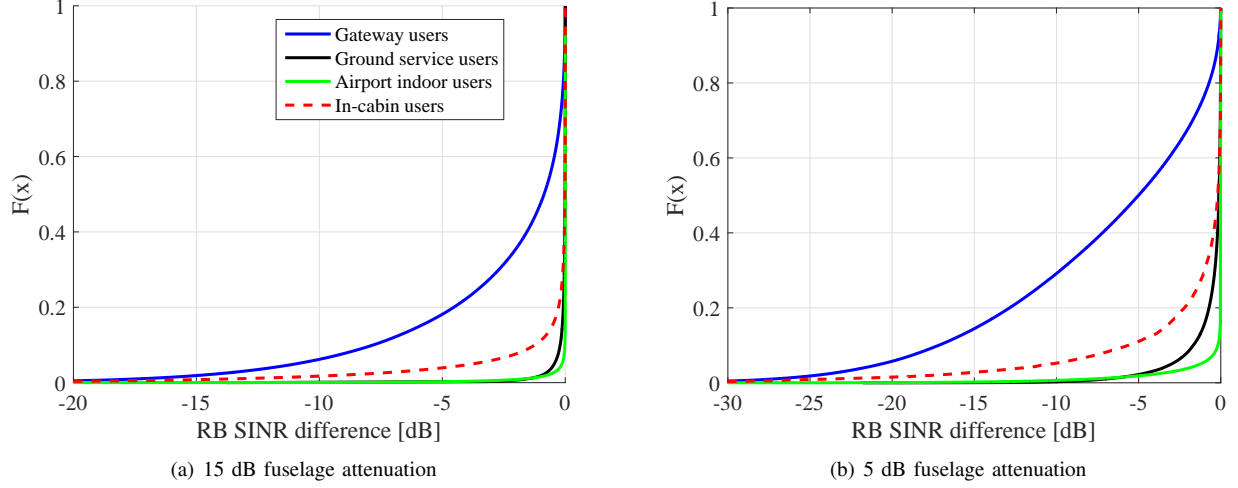 1
0.8
0.6
0.4
0.2
0
F(x)
-20
-15
-10
-5
0
RB SINR difference [dB]
Gateway users
Ground service users
Airport indoor users
In-cabin users
(a) 15 dB fuselage attenuation
1
0.8
0.6
0.4
0.2
0
F(x)
-30
-25
-20
-15
-10
-5
0
RB SINR difference [dB]
(b) 5 dB fuselage attenuation